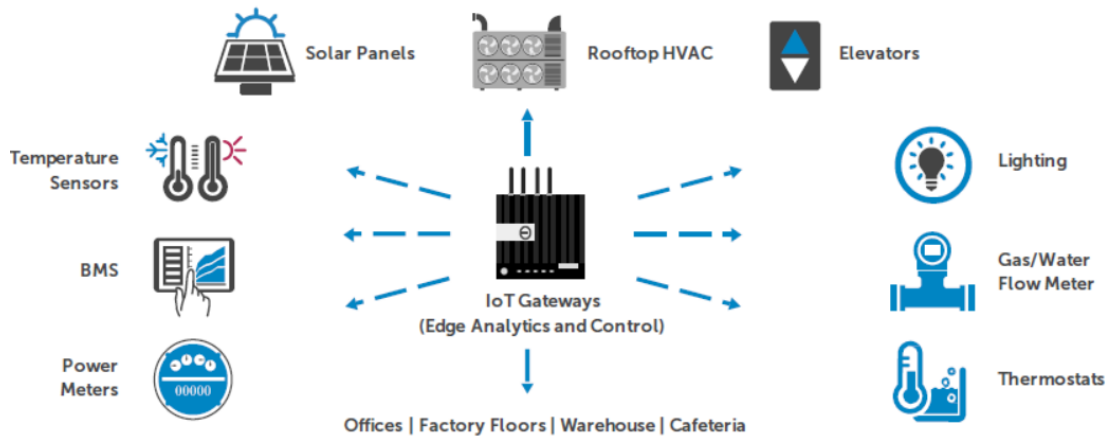 Solar Panels
Rooftop HVAC
Elevators
Temperature
Sensors
Lighting
BMS
Gas/Water
Flow Meter
IoT Gateways
(Edge Analytics and Control)
Power
Meters
00000
Thermostats
Offices | Factory Floors | Warehouse | Cafeteria